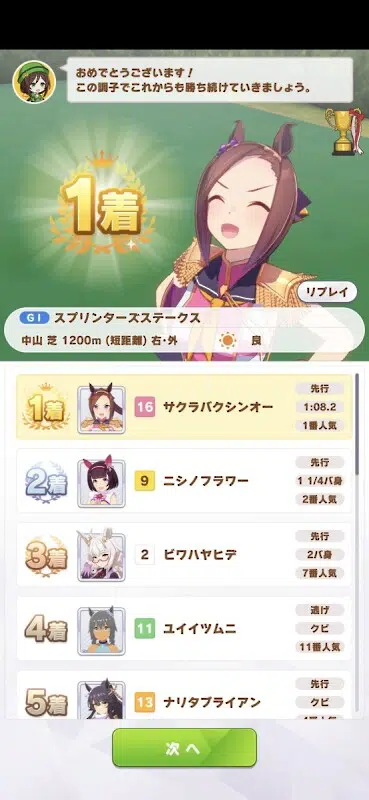 おめでとうございます！
この調子でこれからも勝ち続けていきましょう。
1着
リプレイ
GI スプリンターズステークス
中山 芝 1200m (短距離) 右・外 良
1着 16 サクラバクシンオー 先行 1:08.2 1番人気
2着 9 ニシノフラワー 先行 1 1/4バ身 2番人気
3着 2 ビワハヤヒデ 先行 2バ身 7番人気
4着 11 ユイイツムニ 逃げ クビ 11番人気
5着 13 ナリタブライアン 先行 クビ
次へ